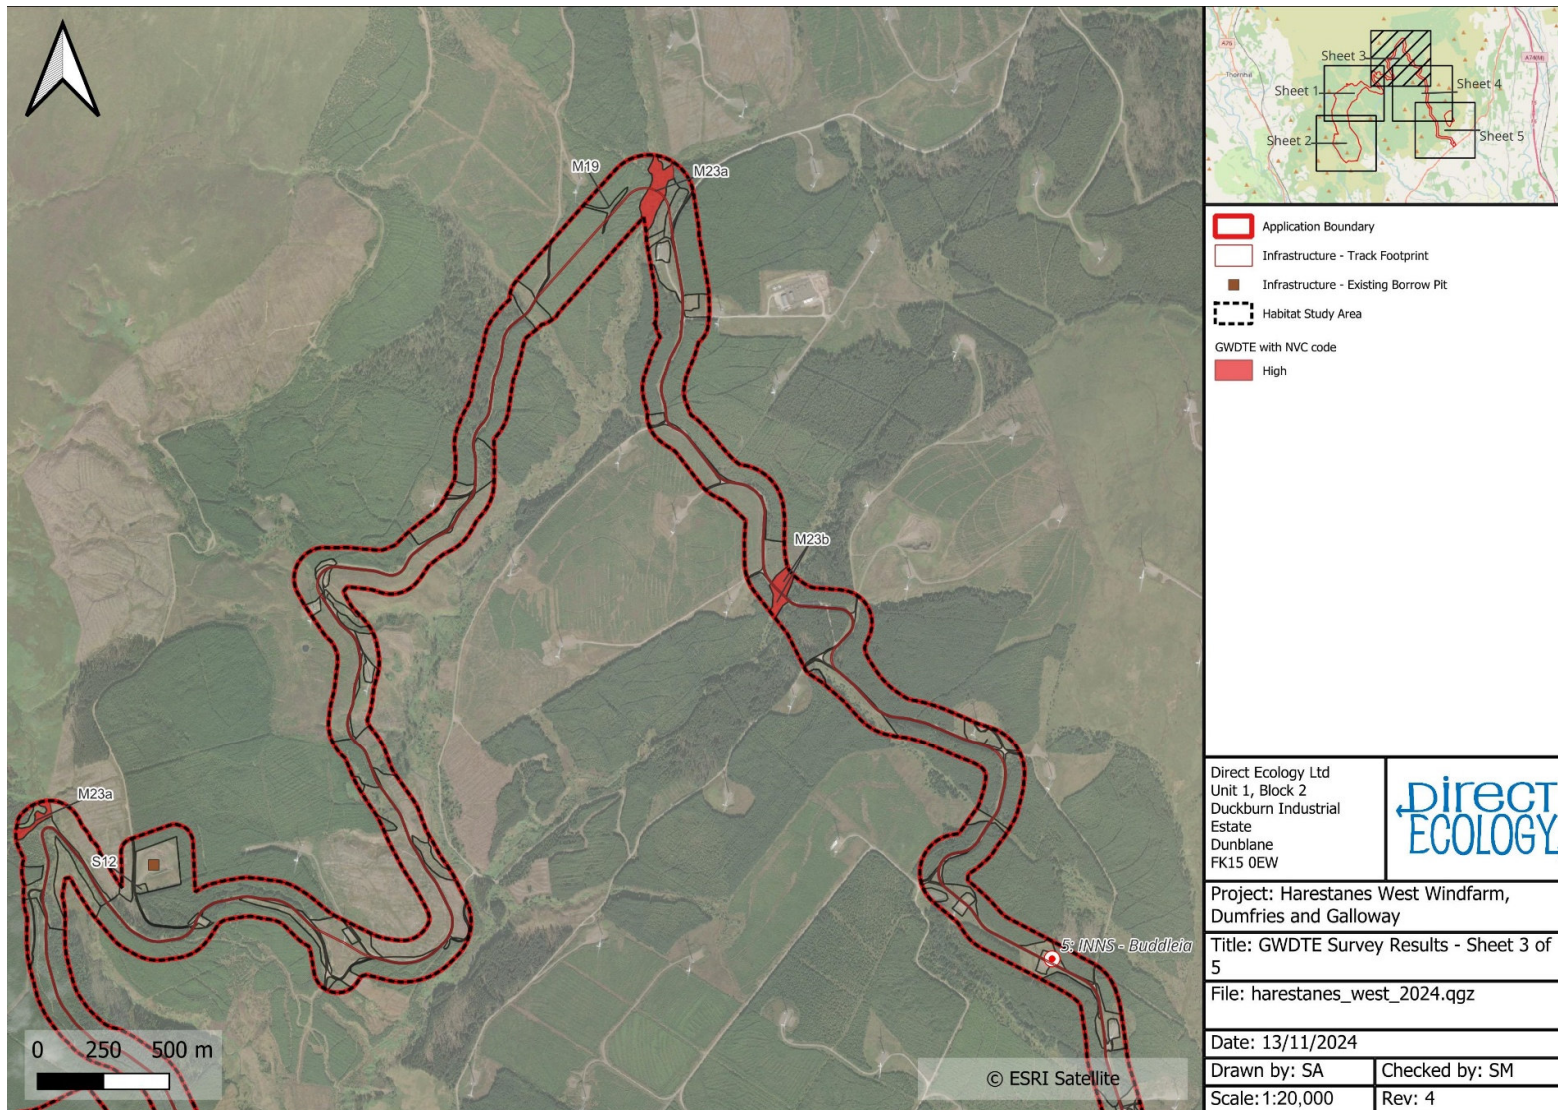 M19
M23a
M23b
M23a
S12
5: INNS - Buddleia
0 250 500 m
© ESRI Satellite
A76
Thornhill
A74(M)
Sheet 3
Sheet 1
Sheet 4
Sheet 2
Sheet 5
Application Boundary
Infrastructure - Track Footprint
Infrastructure - Existing Borrow Pit
Habitat Study Area
GWDTE with NVC code
High
Direct Ecology Ltd
Unit 1, Block 2
Duckburn Industrial
Estate
Dunblane
FK15 0EW
Direct
ECOLOGY
Project: Harestanes West Windfarm,
Dumfries and Galloway
Title: GWDTE Survey Results - Sheet 3 of
5
File: harestanes_west_2024.qgz
Date: 13/11/2024
Drawn by: SA
Checked by: SM
Scale: 1:20,000
Rev: 4